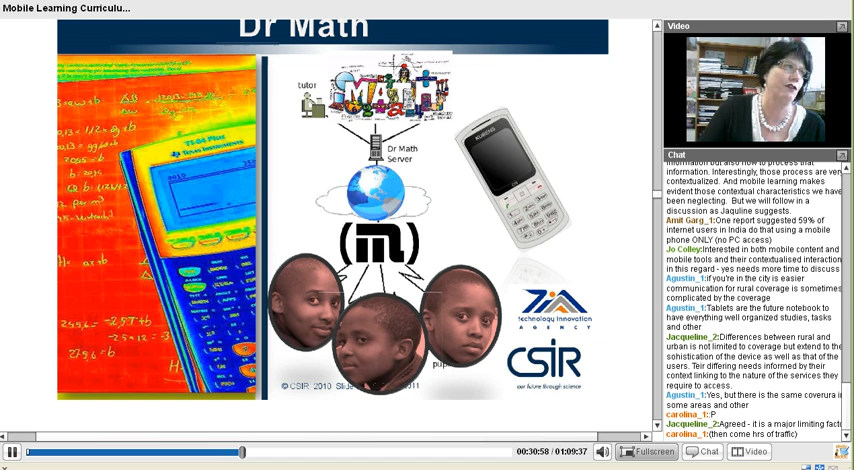 Mobile Learning Curriculu...
Dr Math
tutor
Dr Math
Server
KURENS
TI-84 Plus
TEXAS INSTRUMENTS
(m)
technology innovation
AGENCY
CSIR
our future through science
© CSIR 2010 Slide
2011
Video
Chat
information but also how to process that
information. Interestingly, those process are very
contextualized. And mobile learning makes
evident those contextual characteristics we have
been neglecting. But we will follow in a
discussion as Jaquline suggests.
Amit Garg_1:One report suggested 59% of
internet users in India do that using a mobile
phone ONLY (no PC access)
Jo Colley:Interested in both mobile content and
mobile tools and their contextualised interaction
in this regard - yes needs more time to discuss
Agustin_1:if you're in the city is easier
communication for rural coverage is sometimes
complicated by the coverage
Agustin_1:Tablets are the future notebook to
have everything well organized studies, tasks
and other
Jacqueline_2:Differences between rural and
urban is not limited to coverage but extend to the
sohistication of the device as well as that of the
users. Teir differing needs informed by their
context linking to the nature of the services they
require to access.
Agustin_1:Yes, but there is the same coverura in
some areas and other
carolina_1::P
Jacqueline_2:Agreed - it is a major limiting facto
carolina_1:(then come hrs of traffic)
00:30:58 / 01:09:37
Fullscreen
Chat
Video